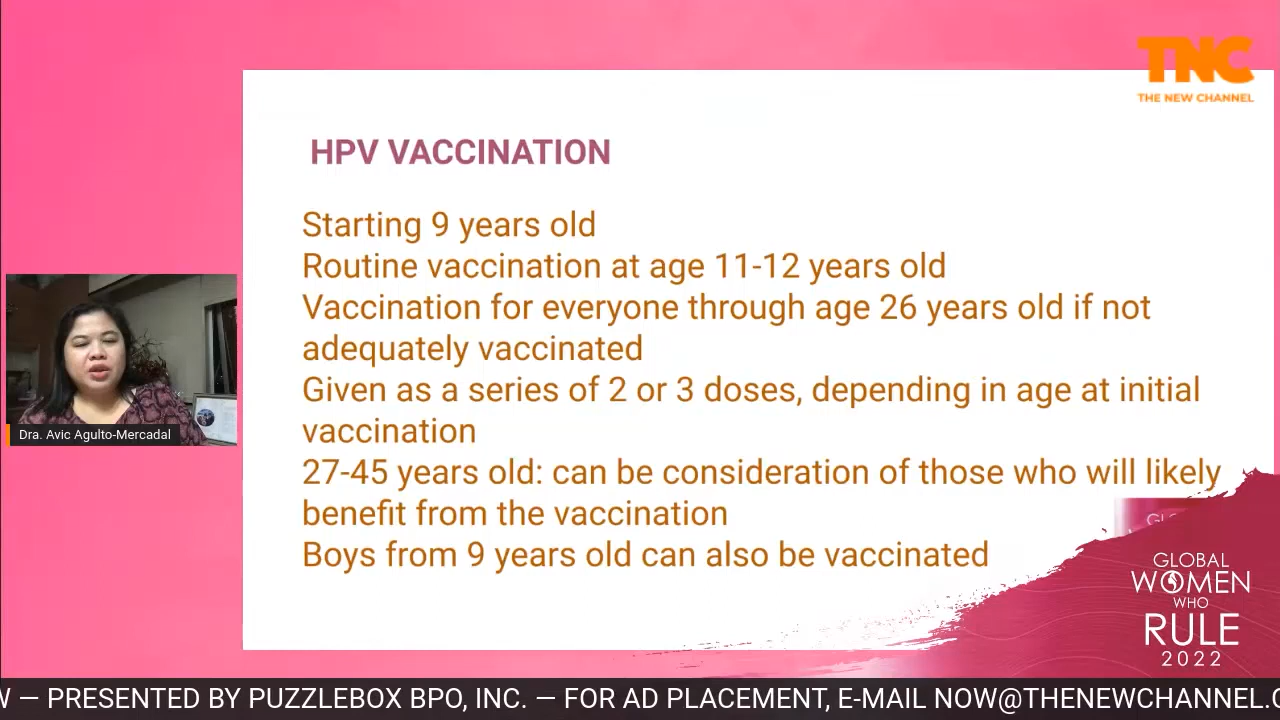 TNC
THE NEW CHANNEL
HPV VACCINATION
Starting 9 years old
Routine vaccination at age 11-12 years old
Vaccination for everyone through age 26 years old if not
adequately vaccinated
Given as a series of 2 or 3 doses, depending in age at initial
vaccination
27-45 years old: can be consideration of those who will likely
benefit from the vaccination
Boys from 9 years old can also be vaccinated
Dra. Avic Agulto-Mercadal
GLOBAL
WOMEN
WHO
RULE
2022
— PRESENTED BY PUZZLEBOX BPO, INC. — FOR AD PLACEMENT, E-MAIL NOW@THENEWCHANNEL.